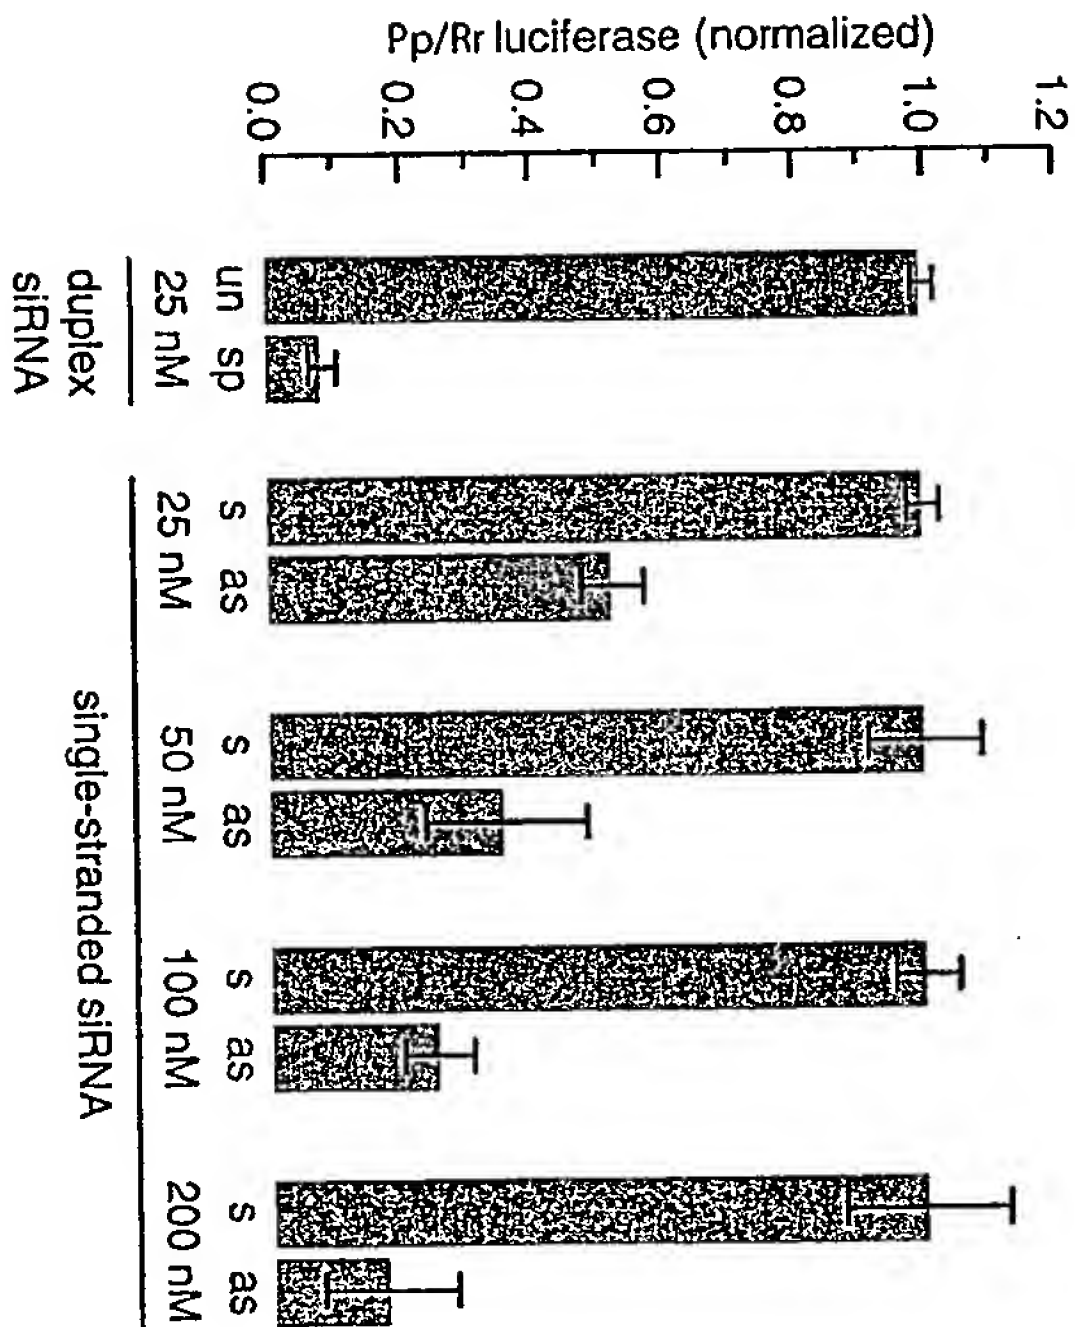 Pp/Rr luciferase (normalized)
0.0 0.2 0.4 0.6 0.8 1.0 1.2
un sp s as s as s as s as
25 nM 25 nM 50 nM 100 nM 200 nM
duplex
siRNA
single-stranded siRNA